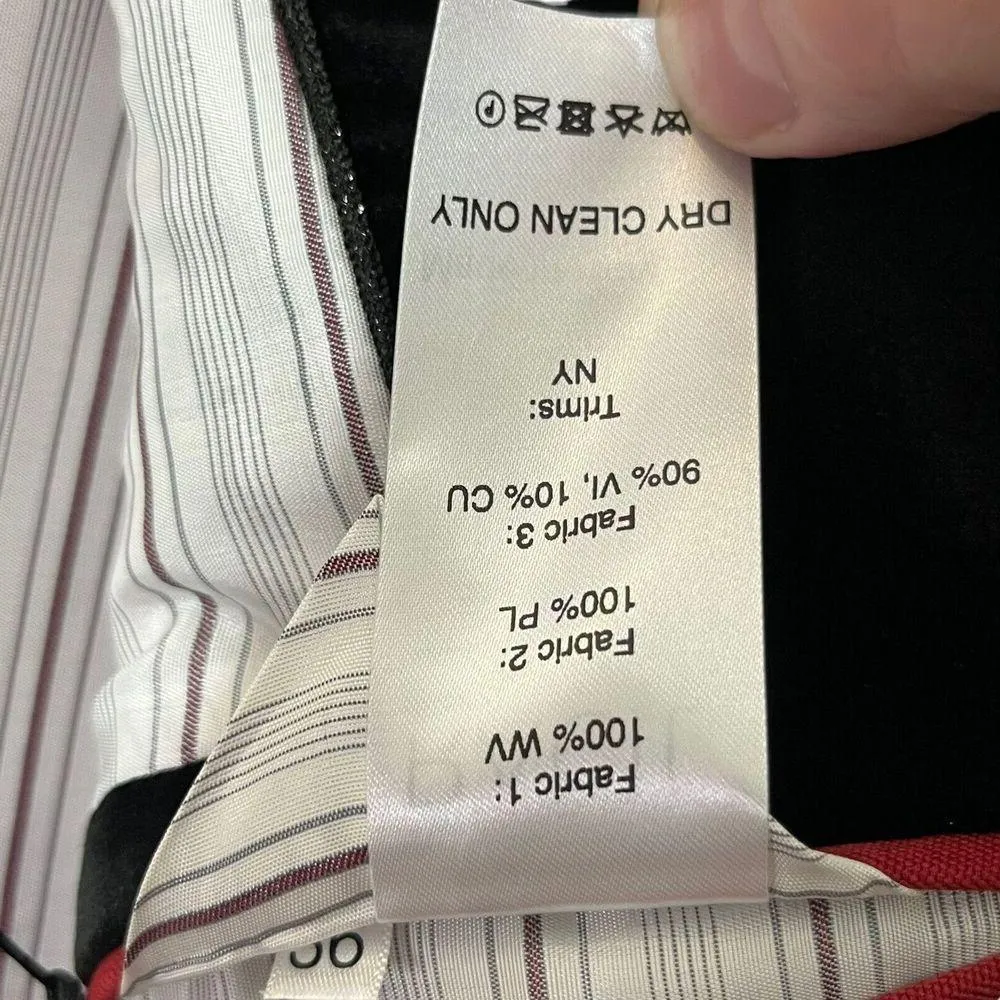 Fabric 1:
100% WV
Fabric 2:
100% PL
Fabric 3:
90% VI, 10% CU
Trims:
NY
DRY CLEAN ONLY
P